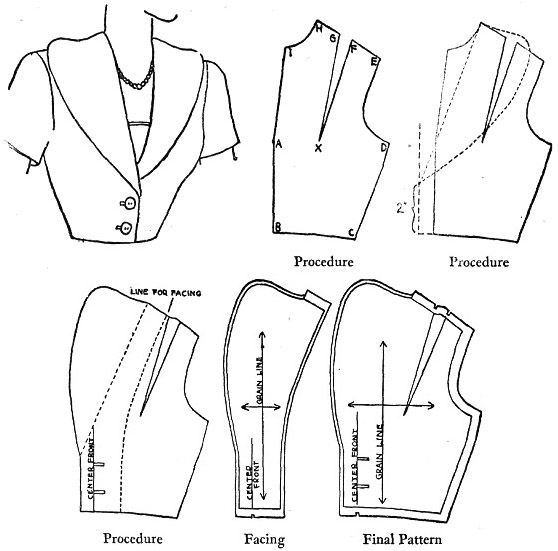 H
G
F
I
E
A
X
D
B
C
2"
Procedure
Procedure
LINE FOR FACING
CENTER FRONT
GRAIN LINE
CENTER
FRONT
CENTER FRONT
GRAIN LINE
Procedure
Facing
Final Pattern